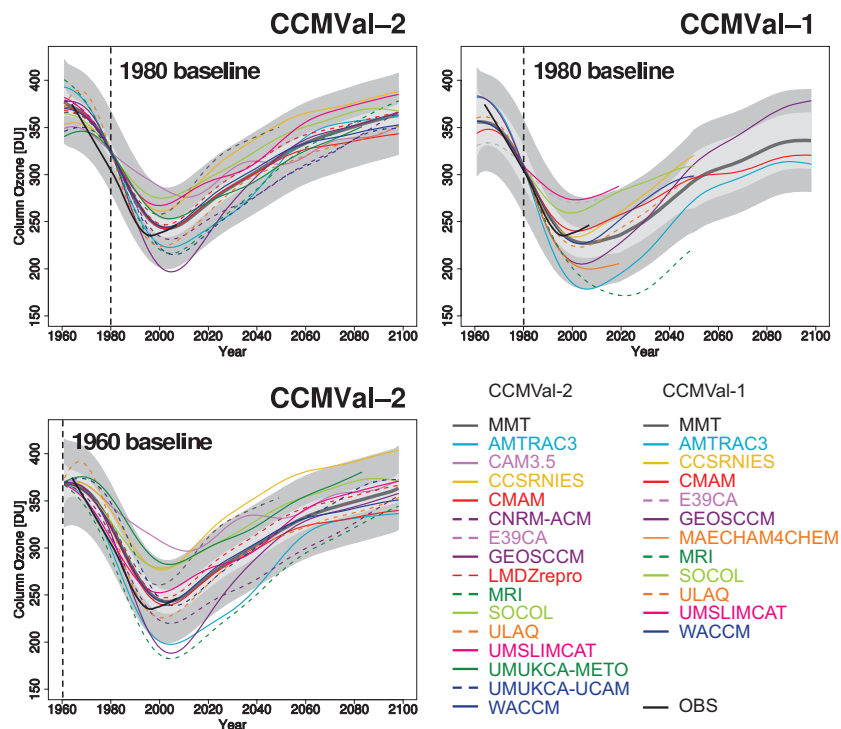 CCMVal–2
1980 baseline
Column Ozone [DU]
400
350
300
250
200
150
1960 1980 2000 2020 2040 2060 2080 2100
Year
CCMVal–1
1980 baseline
400
350
300
250
200
150
1960 1980 2000 2020 2040 2060 2080 2100
Year
CCMVal–2
1960 baseline
Column Ozone [DU]
400
350
300
250
200
150
1960 1980 2000 2020 2040 2060 2080 2100
Year
CCMVal-2
MMT
AMTRAC3
CAM3.5
CCSRNIES
CMAM
CNRM-ACM
E39CA
GEOSCCM
LMDZrepro
MRI
SOCOL
ULAQ
UMSLIMCAT
UMUKCA-METO
UMUKCA-UCAM
WACCM
CCMVal-1
MMT
AMTRAC3
CCSRNIES
CMAM
E39CA
GEOSCCM
MAECHAM4CHEM
MRI
SOCOL
ULAQ
UMSLIMCAT
WACCM
OBS